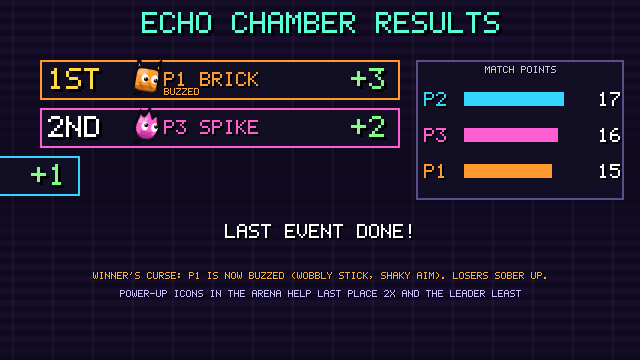 ECHO CHAMBER RESULTS
1ST P1 BRICK +3
BUZZED
2ND P3 SPIKE +2
+1
MATCH POINTS
P2 17
P3 16
P1 15
LAST EVENT DONE!
WINNER'S CURSE: P1 IS NOW BUZZED (WOBBLY STICK, SHAKY AIM). LOSERS SOBER UP.
POWER-UP ICONS IN THE ARENA HELP LAST PLACE 2X AND THE LEADER LEAST